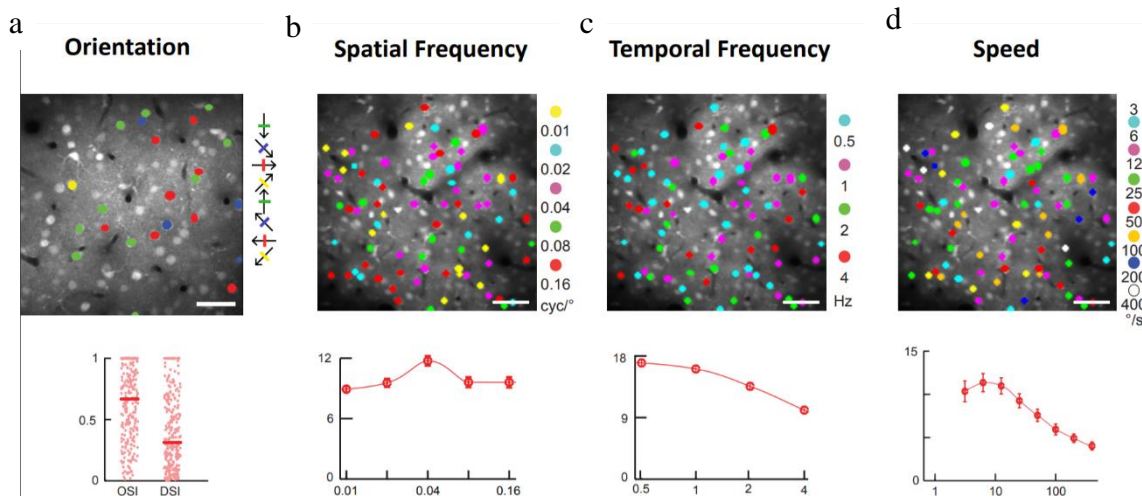 a
Orientation
b
Spatial Frequency
c
Temporal Frequency
d
Speed
0.01
0.02
0.04
0.08
0.16
cyc/°
0.5
1
2
4
Hz
3
6
12
25
50
100
200
400
°/s
1
0.5
0
OSI DSI
12
6
0
0.01 0.04 0.16
18
9
0
0.5 1 2 4
15
0
1 10 100